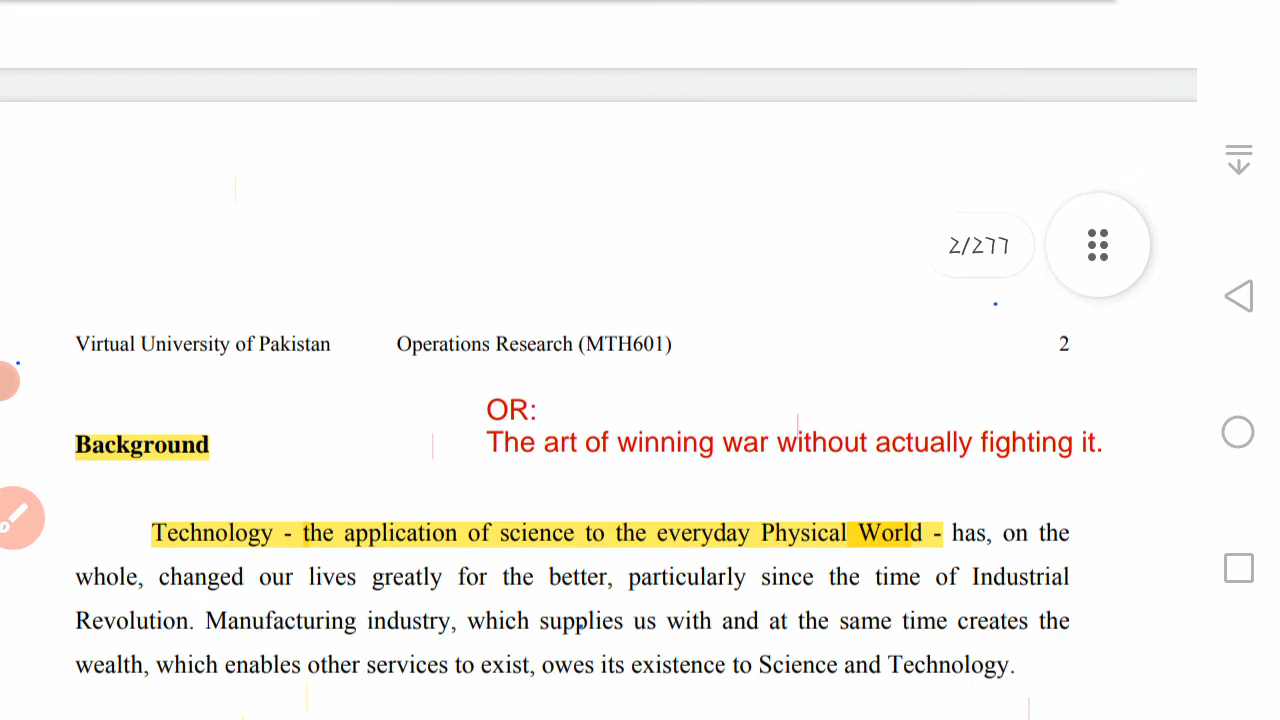 2/277
Virtual University of Pakistan Operations Research (MTH601) 2
OR:
The art of winning war without actually fighting it.
Background
Technology - the application of science to the everyday Physical World - has, on the
whole, changed our lives greatly for the better, particularly since the time of Industrial
Revolution. Manufacturing industry, which supplies us with and at the same time creates the
wealth, which enables other services to exist, owes its existence to Science and Technology.